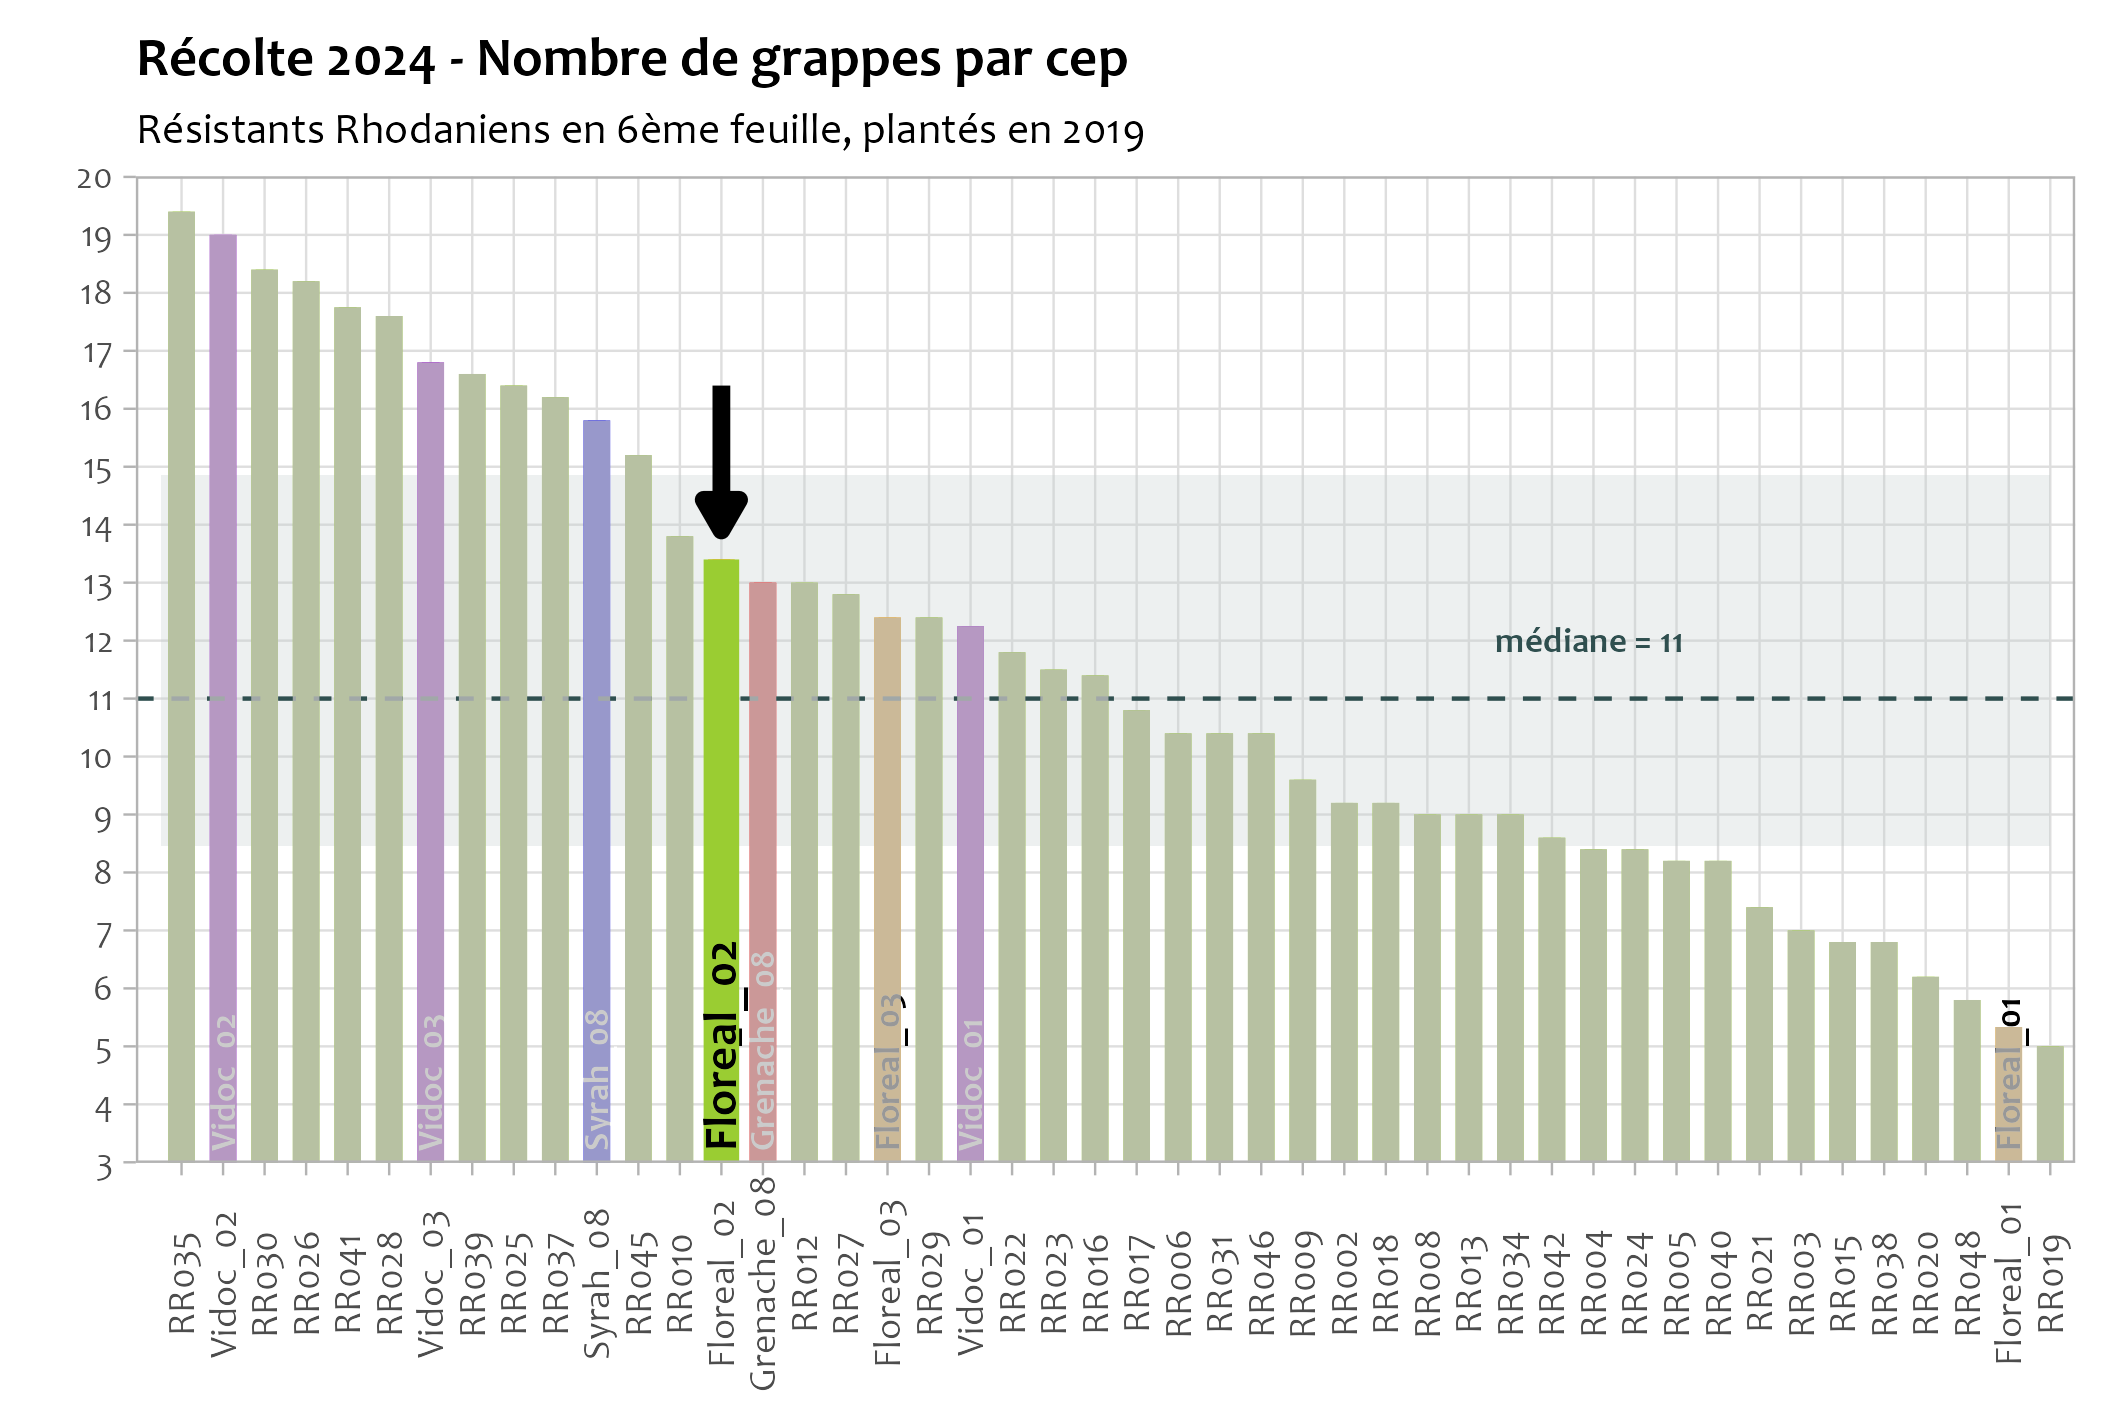 Récolte 2024 - Nombre de grappes par cep
Résistants Rhodaniens en 6ème feuille, plantés en 2019
20
19
18
17
16
15
14
13
12
11
10
9
8
7
6
5
4
3
médiane = 11
Vidoc_02
Vidoc_03
Syrah_08
Floreal_02
Grenache_08
Floreal_03
Vidoc_01
Floreal_01
RR035
Vidoc_02
RR030
RR026
RR041
RR028
Vidoc_03
RR039
RR025
RR037
Syrah_08
RR045
RR010
Floreal_02
Grenache_08
RR012
RR027
Floreal_03
RR029
Vidoc_01
RR022
RR023
RR016
RR017
RR006
RR031
RR046
RR009
RR002
RR018
RR008
RR013
RR034
RR042
RR004
RR024
RR005
RR040
RR021
RR003
RR015
RR038
RR020
RR048
Floreal_01
RR019